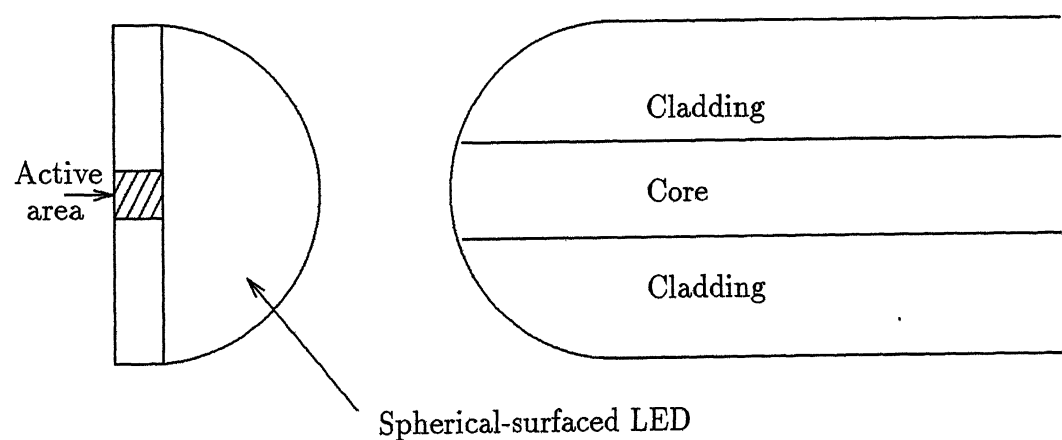 Cladding
Active
area
Core
Cladding
Spherical-surfaced LED